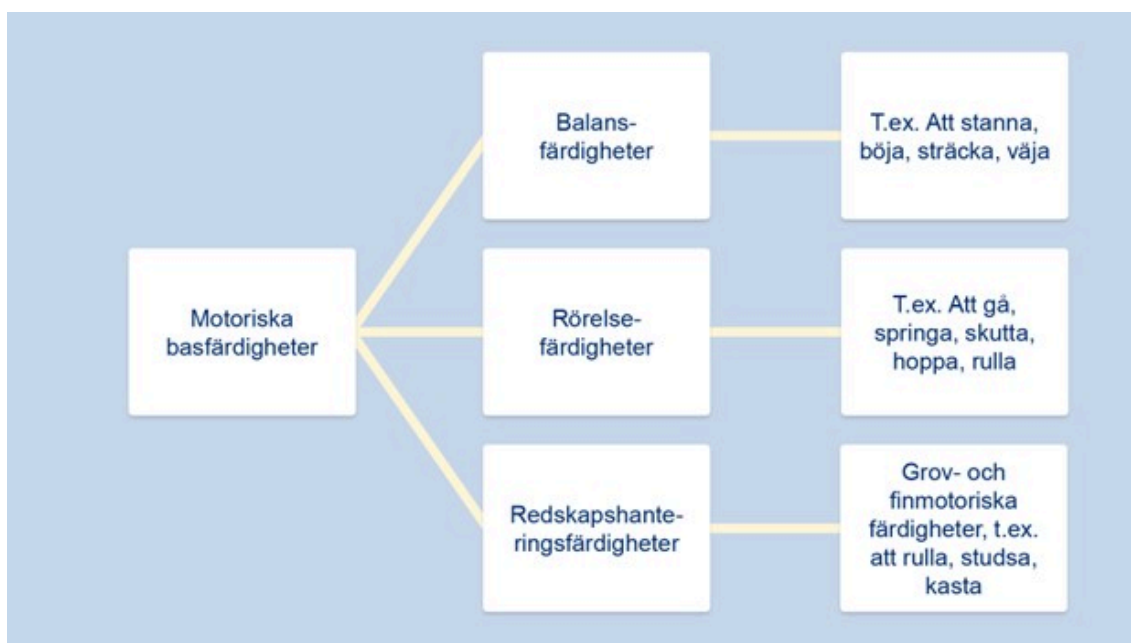 Motoriska
basfärdigheter
Balans-
färdigheter
T.ex. Att stanna,
böja, sträcka, väja
Rörelse-
färdigheter
T.ex. Att gå,
springa, skutta,
hoppa, rulla
Redskapshante-
ringsfärdigheter
Grov- och
finmotoriska
färdigheter, t.ex.
att rulla, studsa,
kasta